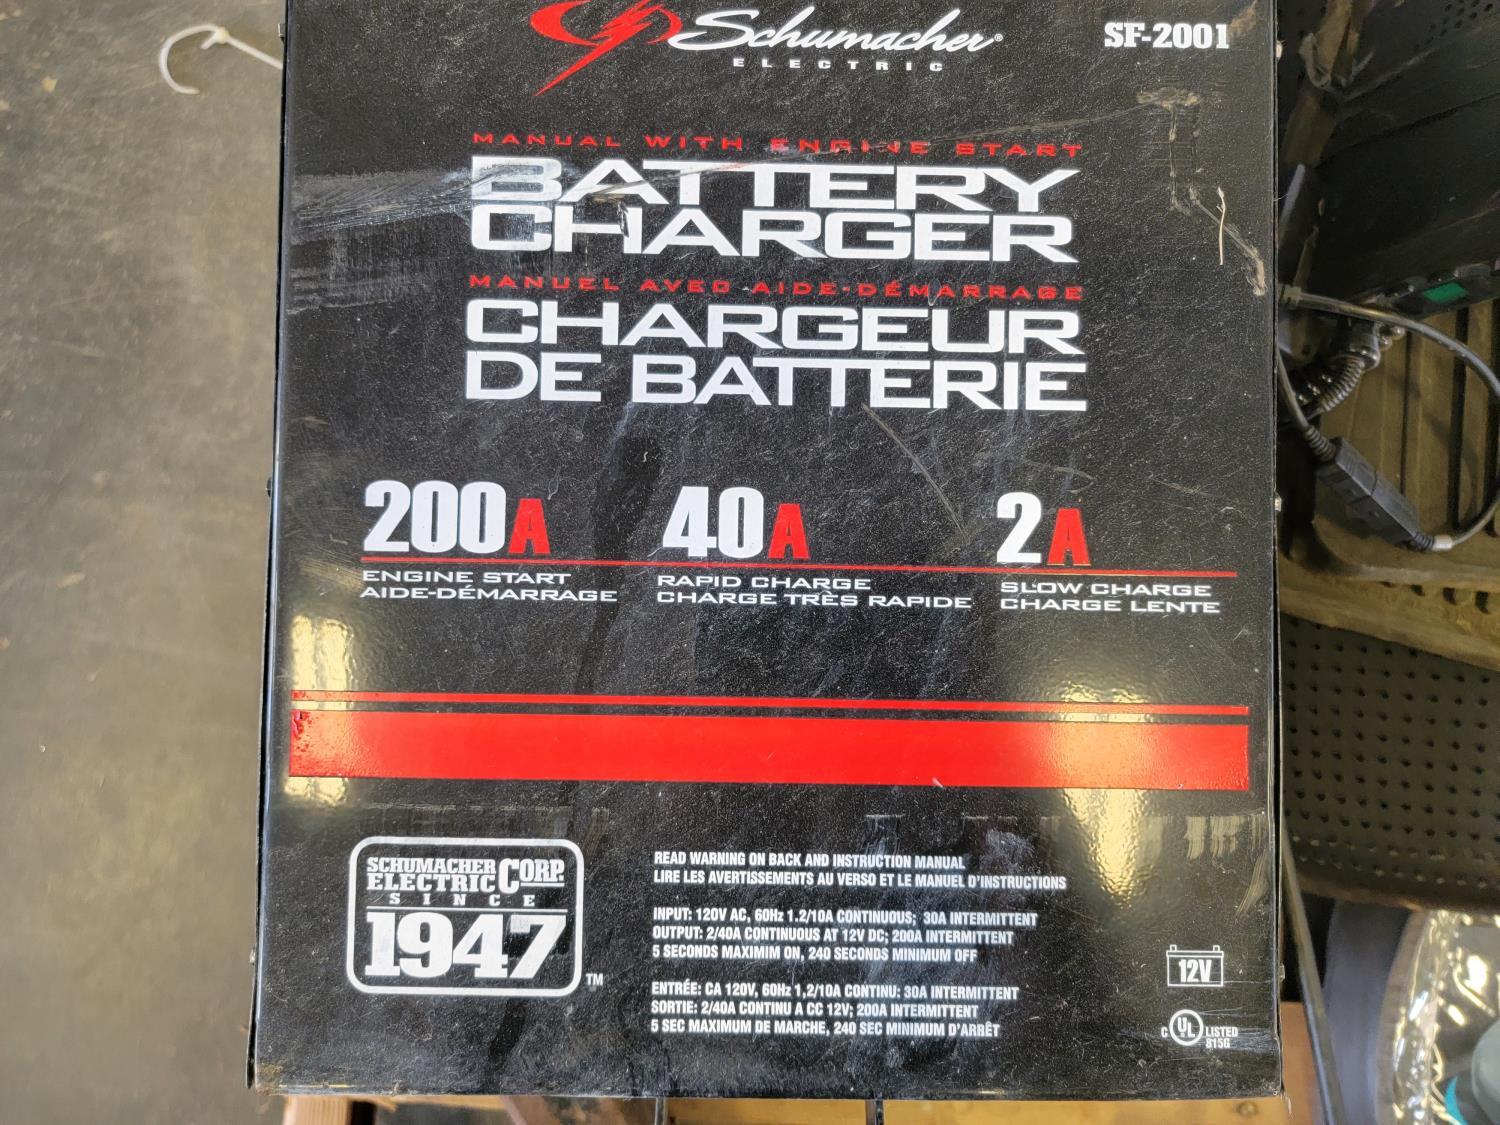 Schumacher®
ELECTRIC
SF-2001
MANUAL WITH ENGINE START
BATTERY
CHARGER
MANUEL AVEC AIDE-DÉMARRAGE
CHARGEUR
DE BATTERIE
200A
ENGINE START
AIDE-DÉMARRAGE
40A
RAPID CHARGE
CHARGE TRÈS RAPIDE
2A
SLOW CHARGE
CHARGE LENTE
SCHUMACHER
ELECTRIC CORP.
SINCE
1947
TM
READ WARNING ON BACK AND INSTRUCTION MANUAL
LIRE LES AVERTISSEMENTS AU VERSO ET LE MANUEL D'INSTRUCTIONS
INPUT: 120V AC, 60Hz 1.2/10A CONTINUOUS; 30A INTERMITTENT
OUTPUT: 2/40A CONTINUOUS AT 12V DC; 200A INTERMITTENT
5 SECONDS MAXIMIM ON, 240 SECONDS MINIMUM OFF
ENTRÉE: CA 120V, 60Hz 1,2/10A CONTINU: 30A INTERMITTENT
SORTIE: 2/40A CONTINU A CC 12V; 200A INTERMITTENT
5 SEC MAXIMUM DE MARCHE, 240 SEC MINIMUM D'ARRÊT
12V
C UL LISTED
815G